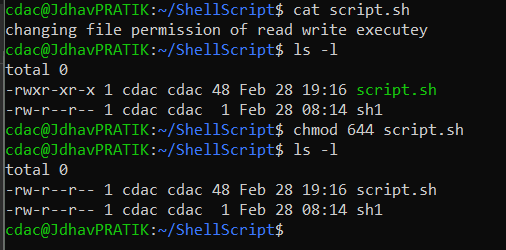 cdac@JdhavPRATIK:~/ShellScript$ cat script.sh
changing file permission of read write executey
cdac@JdhavPRATIK:~/ShellScript$ ls -l
total 0
-rwxr-xr-x 1 cdac cdac 48 Feb 28 19:16 script.sh
-rw-r--r-- 1 cdac cdac  1 Feb 28 08:14 sh1
cdac@JdhavPRATIK:~/ShellScript$ chmod 644 script.sh
cdac@JdhavPRATIK:~/ShellScript$ ls -l
total 0
-rw-r--r-- 1 cdac cdac 48 Feb 28 19:16 script.sh
-rw-r--r-- 1 cdac cdac  1 Feb 28 08:14 sh1
cdac@JdhavPRATIK:~/ShellScript$